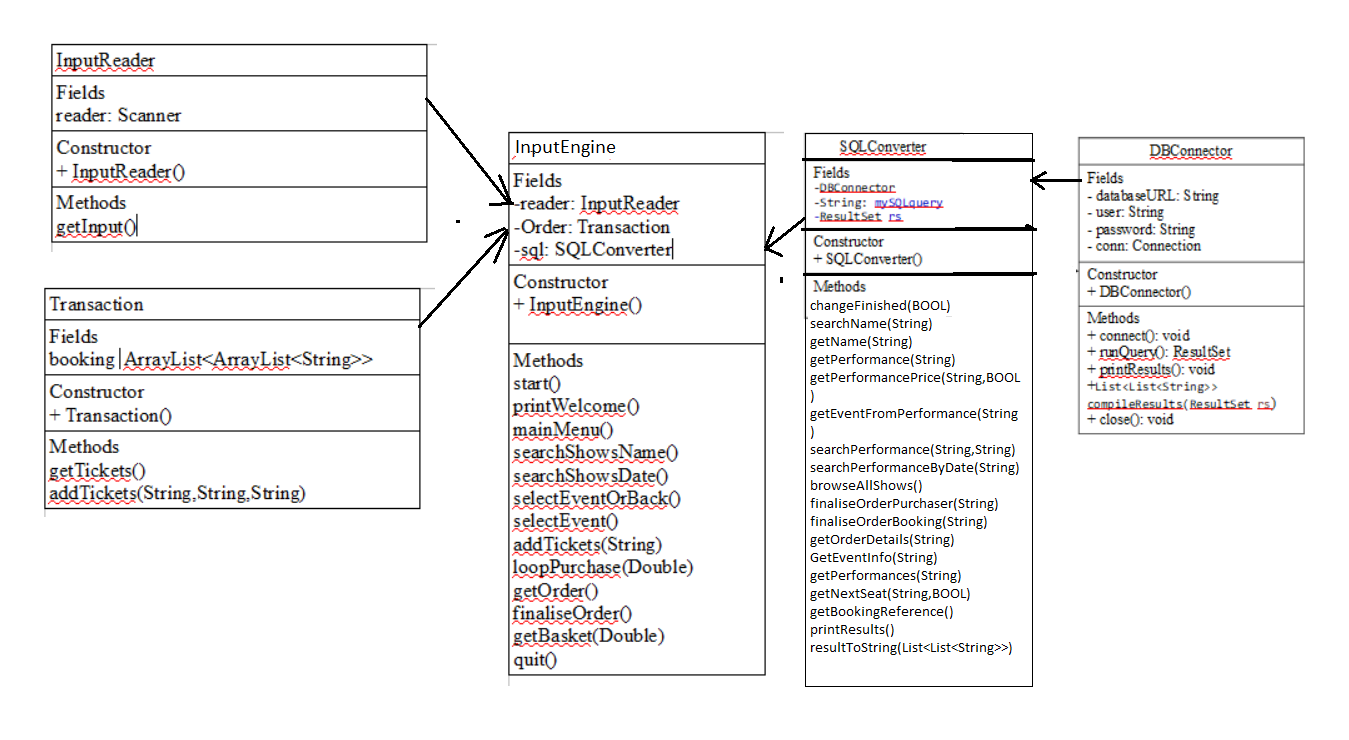 InputReader
Fields
reader: Scanner
Constructor
+ InputReader()
Methods
getInput()
Transaction
Fields
booking ArrayList<ArrayList<String>>
Constructor
+ Transaction()
Methods
getTickets()
addTickets(String,String,String)
InputEngine
Fields
-reader: InputReader
-Order: Transaction
-sql: SQLConverter
Constructor
+ InputEngine()
Methods
start()
printWelcome()
mainMenu()
searchShowsName()
searchShowsDate()
selectEventOrBack()
selectEvent()
addTickets(String)
loopPurchase(Double)
getOrder()
finaliseOrder()
getBasket(Double)
quit()
SQLConverter
Fields
-DBConnector
-String: mySQLquery
-ResultSet rs
Constructor
+ SQLConverter()
Methods
changeFinished(BOOL)
searchName(String)
getName(String)
getPerformance(String)
getPerformancePrice(String,BOOL
)
getEventFromPerformance(String
)
searchPerformance(String,String)
searchPerformanceByDate(String)
browseAllShows()
finaliseOrderPurchaser(String)
finaliseOrderBooking(String)
getOrderDetails(String)
GetEventInfo(String)
getPerformances(String)
getNextSeat(String,BOOL)
getBookingReference()
printResults()
resultToString(List<List<String>>)
DBConnector
Fields
- databaseURL: String
- user: String
- password: String
- conn: Connection
Constructor
+ DBConnector()
Methods
+ connect(): void
+ runQuery(): ResultSet
+ printResults(): void
+List<List<String>>
compileResults(ResultSet rs)
+ close(): void